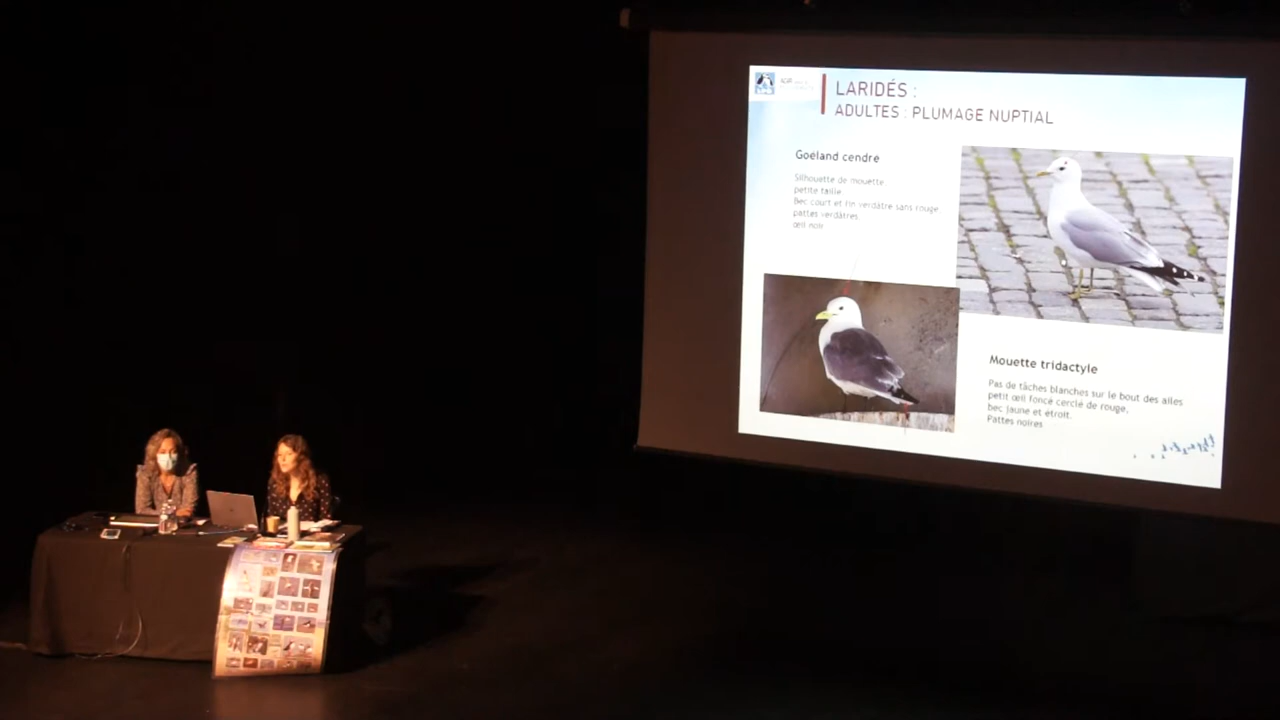 LARIDÉS :
ADULTES : PLUMAGE NUPTIAL
Goéland cendre
Silhouette de mouette
petite taille
Bec court et fin verdâtre sans rouge
pattes verdâtres
œil noir
Mouette tridactyle
Pas de tâches blanches sur le bout des ailes
petit œil foncé cerclé de rouge,
bec jaune et étroit.
Pattes noires